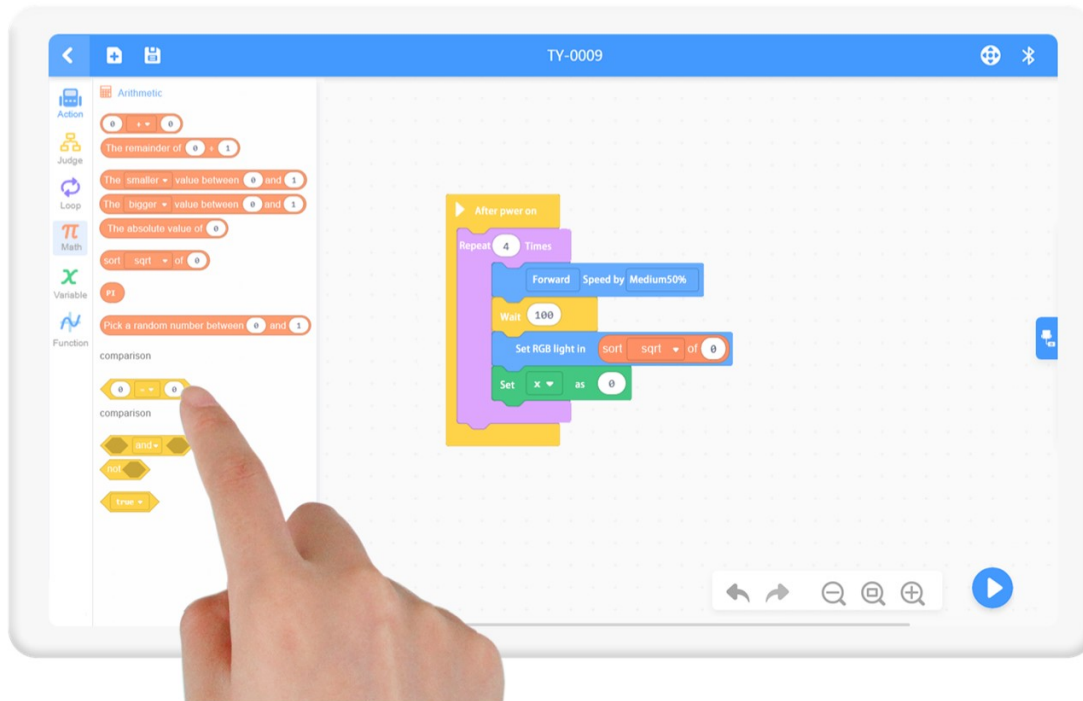 TY-0009
Action
Judge
Loop
π
Math
x
Variable
Function
Arithmetic
0 + 0
The remainder of 0 ÷ 1
The smaller value between 0 and 1
The bigger value between 0 and 1
The absolute value of 0
sort sqrt of 0
PI
Pick a random number between 0 and 1
comparison
0 = 0
comparison
and
not
true
After pwer on
Repeat 4 Times
Forward Speed by Medium50%
Wait 100
Set RGB light in sort sqrt of 0
Set x as 0